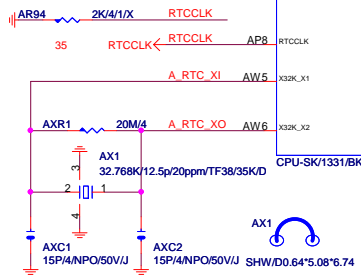 AR94 2K/4/1/X RTCCLK
35 RTCCLK RTCCLK AP8 RTCCLK
A_RTC_XI AW5 X32K_X1
AXR1 20M/4 A_RTC_XO AW6 X32K_X2
3 AX1 CPU-SK/1331/BK
32.768K/12.5p/20ppm/TF38/35K/D
2 1
4 AX1
AXC1 AXC2
15P/4/NPO/50V/J 15P/4/NPO/50V/J SHW/D0.64*5.08*6.74